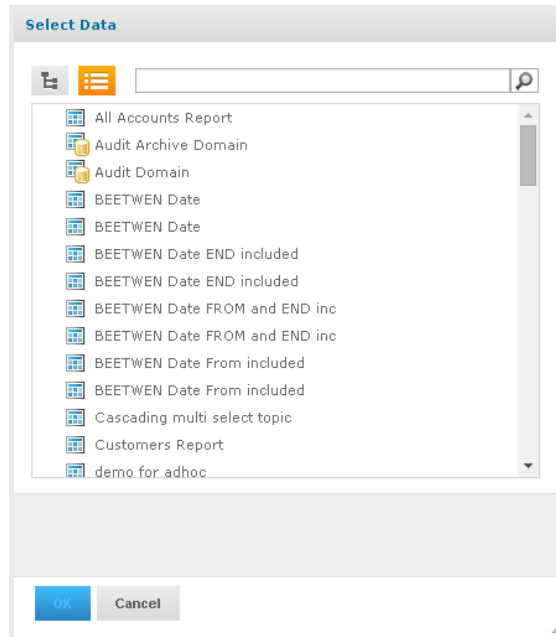 Select Data
All Accounts Report
Audit Archive Domain
Audit Domain
BEETWEN Date
BEETWEN Date
BEETWEN Date END included
BEETWEN Date END included
BEETWEN Date FROM and END inc
BEETWEN Date FROM and END inc
BEETWEN Date From included
BEETWEN Date From included
Cascading multi select topic
Customers Report
demo for adhoc
OK Cancel